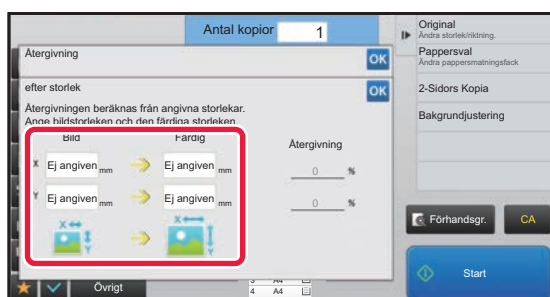 Antal kopior 1
Återgivning
OK
efter storlek
OK
Återgivningen beräknas från angivna storlekar.
Ange bildstorleken och den färdiga storleken.
Bild Färdig
Återgivning
X Ej angiven mm Ej angiven mm 0 %
Y Ej angiven mm Ej angiven mm 0 %
X X
Y Y
Övrigt
3 A4
4 A4
Original
Ändra storlek/riktning.
Pappersval
Ändra pappersmatningsfack
2-Sidors Kopia
Bakgrundjustering
Förhandsgr. CA
Start